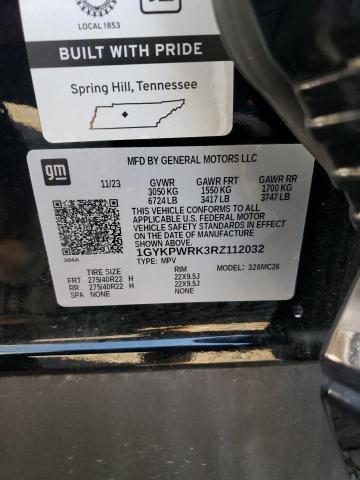 LOCAL 1853
BUILT WITH PRIDE
Spring Hill, Tennessee
gm
MFD BY GENERAL MOTORS LLC
11/23 GVWR GAWR FRT GAWR RR
3050 KG 1550 KG 1700 KG
6724 LB 3417 LB 3747 LB
THIS VEHICLE CONFORMS TO ALL
APPLICABLE U.S. FEDERAL MOTOR
VEHICLE SAFETY STANDARDS IN
EFFECT ON THE DATE OF
MANUFACTURE SHOWN ABOVE.
1GYKPWRK3RZ112032
TYPE: MPV MODEL: 326MC26
384A
TIRE SIZE RIM
FRT 275/40R22 H 22X9.5J
RR 275/40R22 H 22X9.5J
SPA NONE NONE